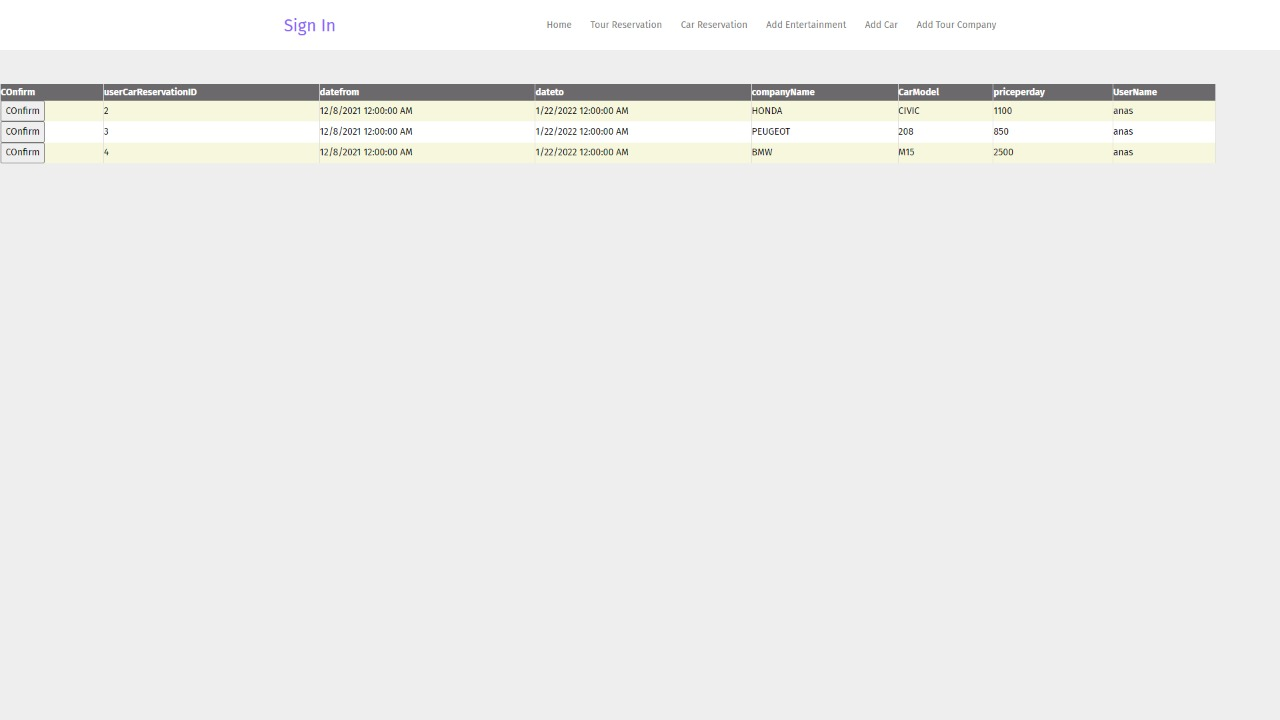 Sign In Home Tour Reservation Car Reservation Add Entertainment Add Car Add Tour Company
COnfirm userCarReservationID datefrom dateto companyName CarModel priceperday UserName
COnfirm 2 12/8/2021 12:00:00 AM 1/22/2022 12:00:00 AM HONDA CIVIC 1100 anas
COnfirm 3 12/8/2021 12:00:00 AM 1/22/2022 12:00:00 AM PEUGEOT 208 850 anas
COnfirm 4 12/8/2021 12:00:00 AM 1/22/2022 12:00:00 AM BMW M15 2500 anas